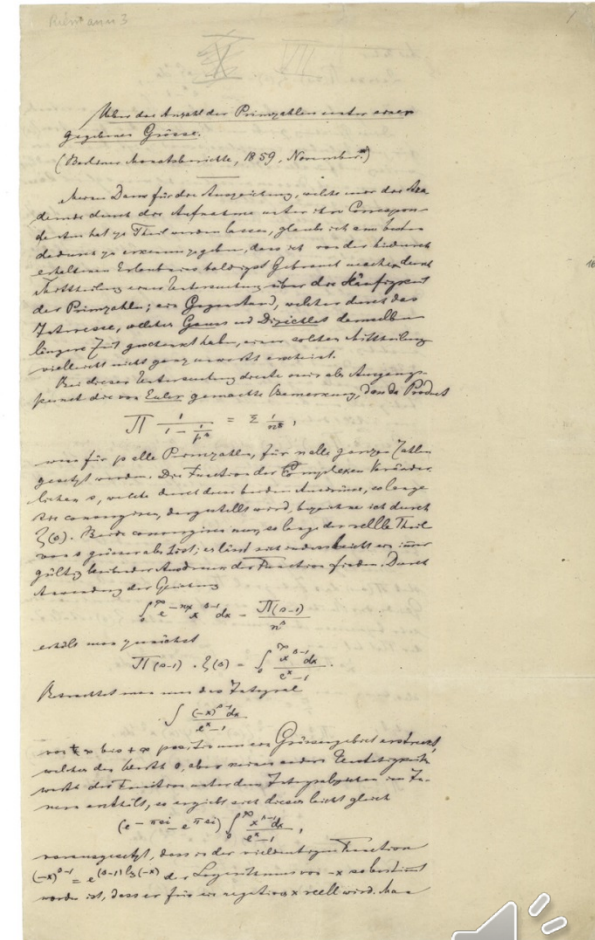 Riemann 3
Ueber die Anzahl der Primzahlen unter einer
gegebenen Grösse.
(Berliner Monatsberichte, 1859, November.)
Meinen Dank für die Auszeichnung, welche mir die Aka-
demie durch die Aufnahme unter ihre Correspon-
denten hat zu Theil werden lassen, glaube ich am besten
dadurch zu erkennen zu geben, dass ich von der hierdurch
erhaltenen Erlaubniss baldigst Gebrauch mache durch
Mittheilung einer Untersuchung über die Häufigkeit
der Primzahlen; ein Gegenstand, welcher durch das
Interesse, welches Gauss und Dirichlet demselben
längere Zeit geschenkt haben, einer solchen Mittheilung
vielleicht nicht ganz unwerth erscheint.
Bei dieser Untersuchung diente mir als Ausgangs-
punkt die von Euler gemachte Bemerkung, dass das Product
∏ 1/(1 − 1/p^s) = Σ 1/n^s,
wenn für p alle Primzahlen, für n alle ganzen Zahlen
gesetzt werden. Die Function der complexen Veränder-
lichen s, welche durch diese beiden Ausdrücke, so lange
sie convergiren, dargestellt wird, bezeichne ich durch
ζ(s). Beide convergiren nur, so lange der reelle Theil
von s grösser als 1 ist; es lässt sich indess leicht ein immer
gültig bleibender Ausdruck der Function finden. Durch
Anwendung der Gleichung
∫₀^∞ e^(−nx) x^(s−1) dx = Π(s−1)/n^s
erhält man zunächst
Π(s−1) . ζ(s) = ∫₀^∞ x^(s−1) dx/(e^x − 1).
Betrachtet man nun das Integral
∫ (−x)^(s−1) dx/(e^x − 1)
von +∞ bis +∞ positiv um ein Grössengebiet erstreckt,
welches den Werth 0, aber keinen andern Unstetigkeits-
werth der Function unter dem Integralzeichen im In-
nern enthält, so ergiebt sich dieses leicht gleich
(e^(−πsi) − e^(πsi)) ∫₀^∞ x^(s−1) dx/(e^x − 1),
vorausgesetzt, dass in der vieldeutigen Function
(−x)^(s−1) = e^((s−1) lg(−x)) der Logarithmus von −x so bestimmt
worden ist, dass er für ein negatives x reell wird. Man